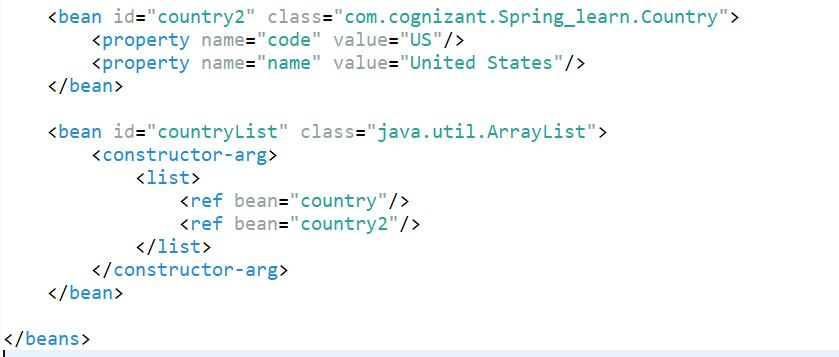 <bean id="country2" class="com.cognizant.Spring_learn.Country">
<property name="code" value="US"/>
<property name="name" value="United States"/>
</bean>
<bean id="countryList" class="java.util.ArrayList">
<constructor-arg>
<list>
<ref bean="country"/>
<ref bean="country2"/>
</list>
</constructor-arg>
</bean>
</beans>